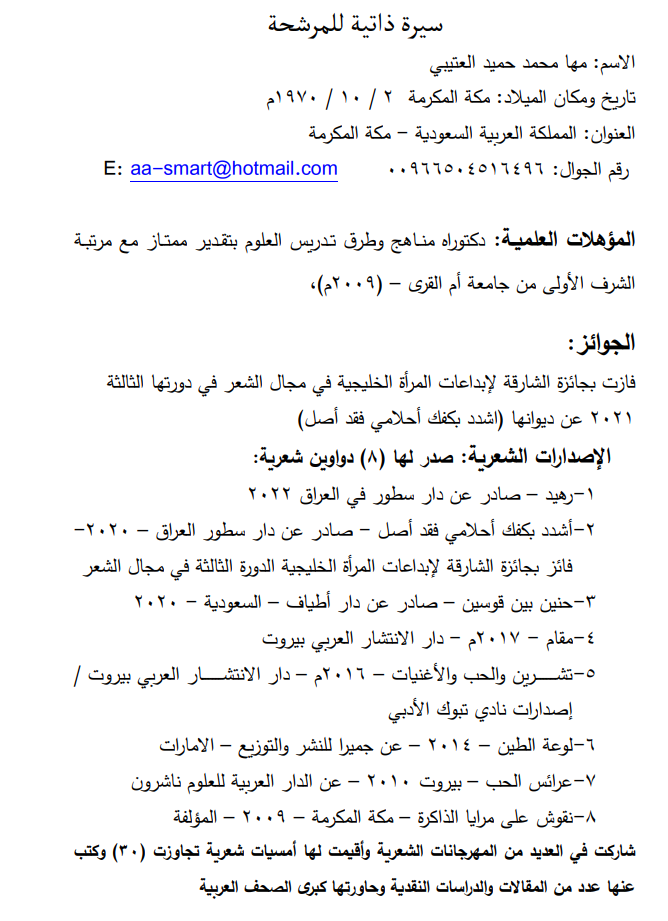 سيرة ذاتية للمرشحة
الاسم: مها محمد حميد العتيبي
تاريخ ومكان الميلاد: مكة المكرمة ٢ / ١٠ / ١٩٧٠م
العنوان: المملكة العربية السعودية – مكة المكرمة
رقم الجوال: ٠٠٩٦٦٥٠٤٥١٦٤٩٦ E: aa-smart@hotmail.com
المؤهلات العلمية: دكتوراه مناهج وطرق تدريس العلوم بتقدير ممتاز مع مرتبة
الشرف الأولى من جامعة أم القرى – (٢٠٠٩م)،
الجوائز:
فازت بجائزة الشارقة لإبداعات المرأة الخليجية في مجال الشعر في دورتها الثالثة
٢٠٢١ عن ديوانها (اشدد بكفك أحلامي فقد أصل)
الإصدارات الشعرية: صدر لها (٨) دواوين شعرية:
١-رهيد – صادر عن دار سطور في العراق ٢٠٢٢
٢-أشدد بكفك أحلامي فقد أصل – صادر عن دار سطور العراق – ٢٠٢٠-
فائز بجائزة الشارقة لإبداعات المرأة الخليجية الدورة الثالثة في مجال الشعر
٣-حنين بين قوسين – صادر عن دار أطياف – السعودية – ٢٠٢٠
٤-مقام – ٢٠١٧م – دار الانتشار العربي بيروت
٥-تشـــرين والحب والأغنيات – ٢٠١٦م – دار الانتشـــار العربي بيروت /
إصدارات نادي تبوك الأدبي
٦-لوعة الطين – ٢٠١٤ – عن جميرا للنشر والتوزيع – الامارات
٧-عرائس الحب – بيروت ٢٠١٠ – عن الدار العربية للعلوم ناشرون
٨-نقوش على مرايا الذاكرة – مكة المكرمة – ٢٠٠٩ – المؤلفة
شاركت في العديد من المهرجانات الشعرية وأقيمت لها أمسيات شعرية تجاوزت (٣٠) وكتب
عنها عدد من المقالات والدراسات النقدية وحاورتها كبرى الصحف العربية